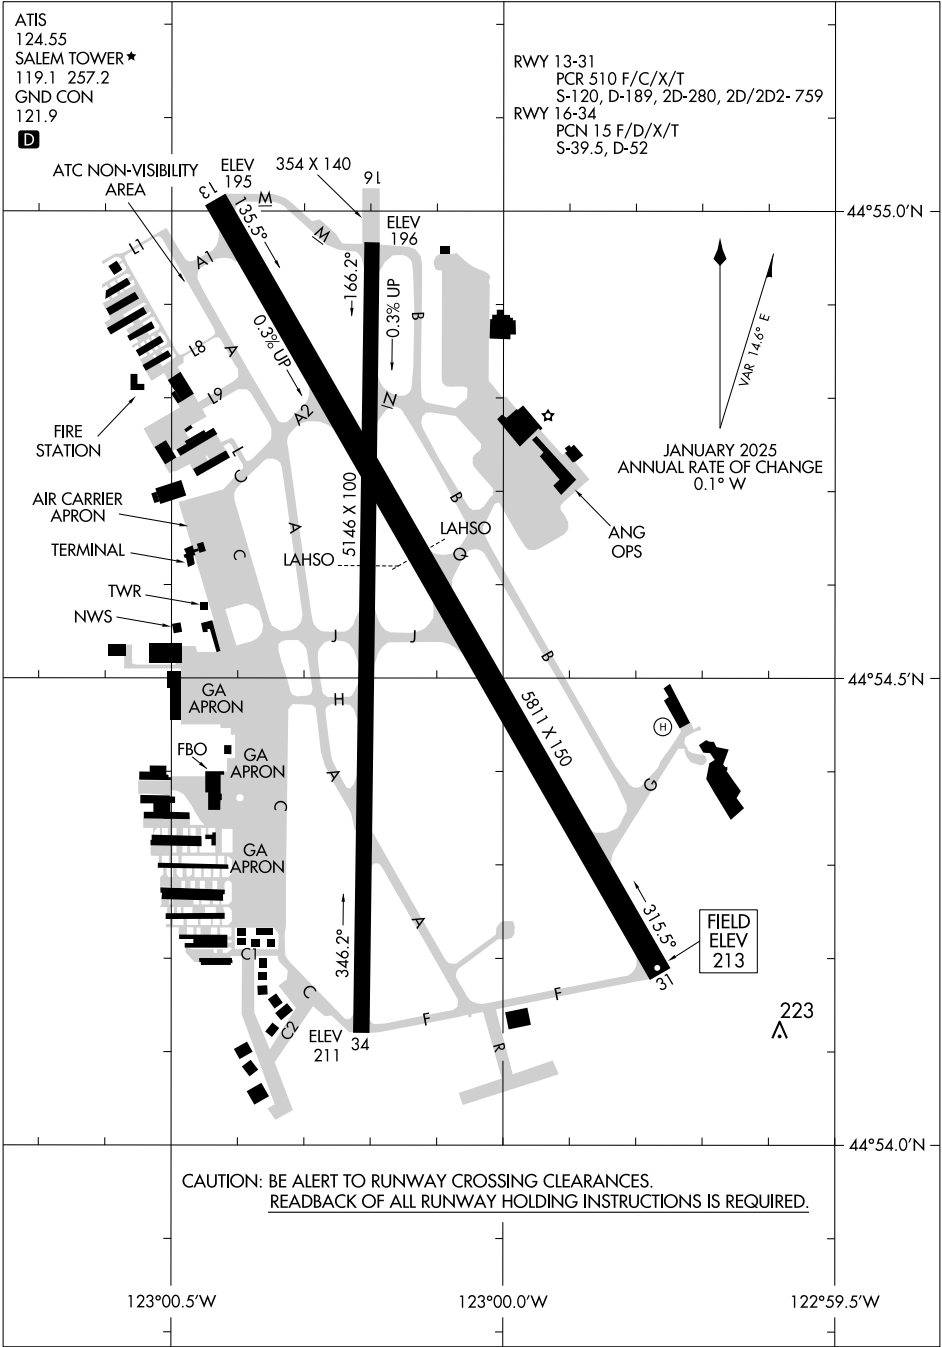 ATIS
124.55
SALEM TOWER ★
119.1 257.2
GND CON
121.9
D
RWY 13-31
PCR 510 F/C/X/T
S-120, D-189, 2D-280, 2D/2D2-759
RWY 16-34
PCN 15 F/D/X/T
S-39.5, D-52
ATC NON-VISIBILITY
AREA
ELEV
195
354 X 140
13
16
135.5°
M
M
ELEV
196
44°55.0'N
L1
A1
166.2°
0.3% UP
B
0.3% UP
VAR 14.6° E
L8
A
L9
A2
N
FIRE
STATION
JANUARY 2025
ANNUAL RATE OF CHANGE
0.1° W
L
C
AIR CARRIER
APRON
5146 X 100
B
A
LAHSO
ANG
OPS
TERMINAL
C
LAHSO
Q
TWR
NWS
J
J
B
44°54.5'N
GA
APRON
H
5811 X 150
H
FBO
GA
APRON
A
G
C
GA
APRON
346.2°
A
315.5°
FIELD
ELEV
213
C1
31
C
F
F
C2
ELEV
211
34
R
223
44°54.0'N
CAUTION: BE ALERT TO RUNWAY CROSSING CLEARANCES.
READBACK OF ALL RUNWAY HOLDING INSTRUCTIONS IS REQUIRED.
123°00.5'W
123°00.0'W
122°59.5'W